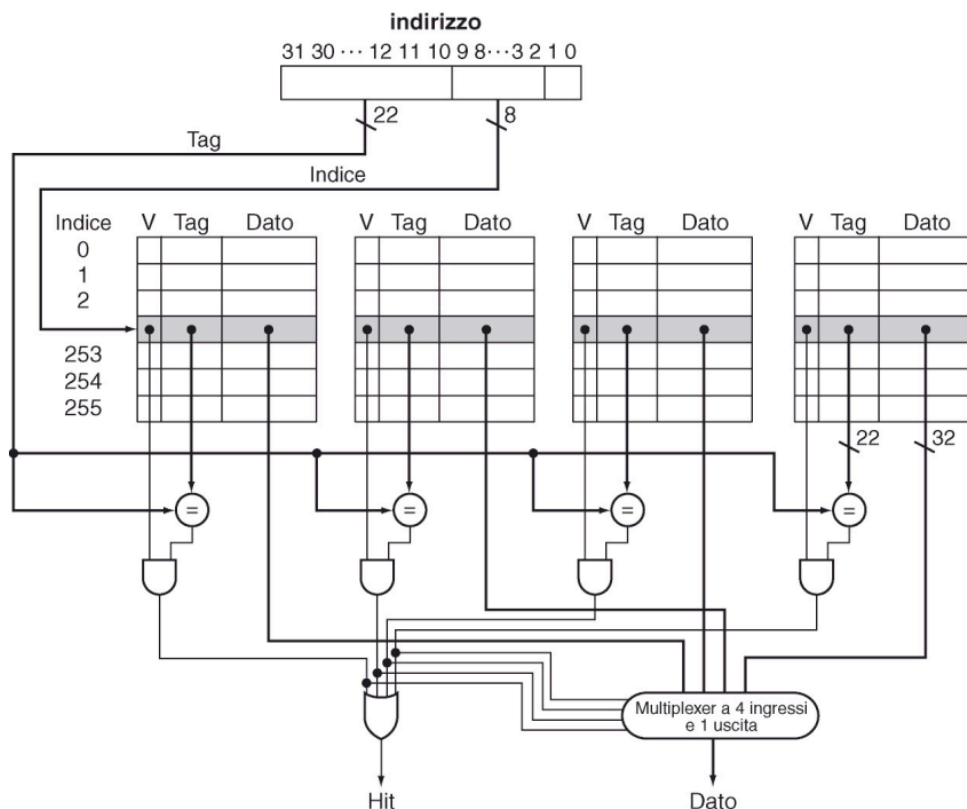 indirizzo
31 30 ··· 12 11 10 9 8···3 2 1 0
22
8
Tag
Indice
Indice
V Tag Dato
V Tag Dato
V Tag Dato
V Tag Dato
0
1
2
253
254
255
22
32
=
=
=
=
Multiplexer a 4 ingressi
e 1 uscita
Hit
Dato